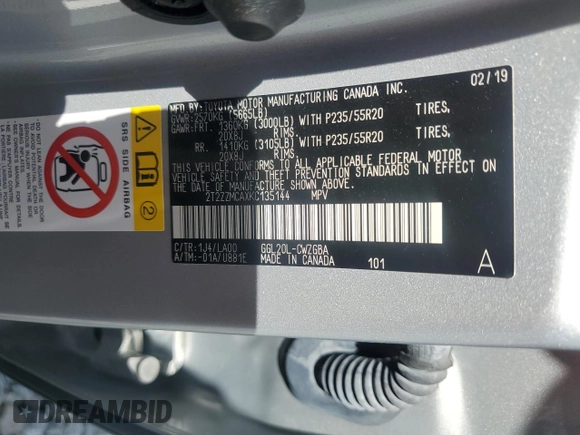 MFD.BY:TOYOTA MOTOR MANUFACTURING CANADA INC. 02/19
GVWR:2570KG (5665LB)
GAWR:FRT. 1360KG (3000LB) WITH P235/55R20 TIRES,
20X8J RIMS
RR. 1410KG (3105LB) WITH P235/55R20 TIRES,
20X8J RIMS
THIS VEHICLE CONFORMS TO ALL APPLICABLE FEDERAL MOTOR
VEHICLE SAFETY STANDARDS IN EFFECT ON
THE DATE OF MANUFACTURE SHOWN ABOVE.
2T2ZZMCAXKC135144 MPV
C/TR:1J4/LA00 GGL20L-CWZGBA
A/TM:-01A/U881E MADE IN CANADA 101 A
SRS SIDE AIRBAG
2
DREAMBID